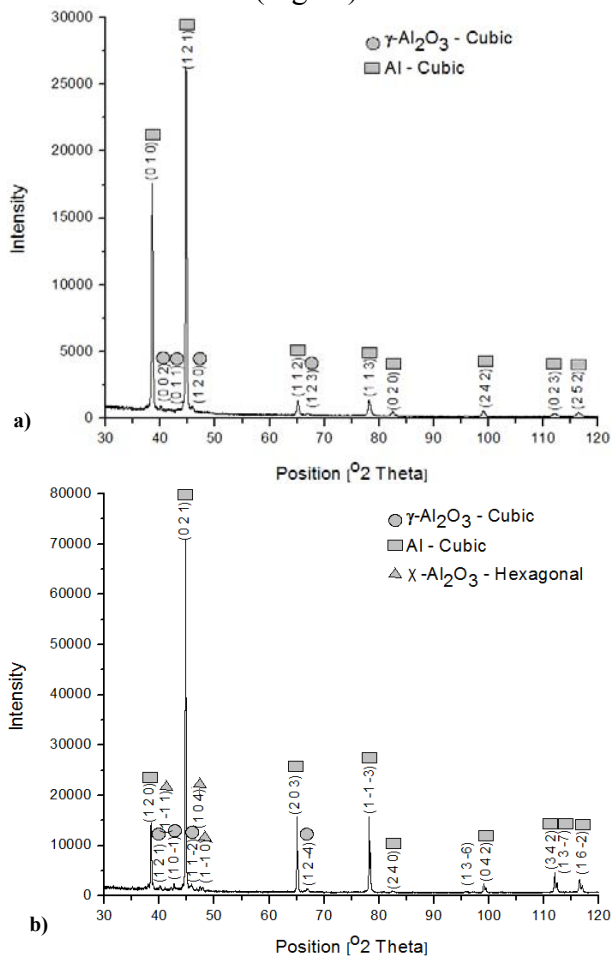 30000
γ-Al2O3 - Cubic
Al - Cubic
(1 2 1)
25000
20000
(0 1 0)
15000
10000
5000
0
Intensity
(0 0 2)
(0 1 1)
(1 2 0)
(1 1 2)
(1 2 3)
(1 1 3)
(0 2 0)
(2 4 2)
(0 2 3)
(2 5 2)
30 40 50 60 70 80 90 100 110 120
a)
Position [°2 Theta]
80000
γ-Al2O3 - Cubic
Al - Cubic
χ-Al2O3 - Hexagonal
(0 2 1)
70000
60000
50000
40000
30000
20000
10000
0
Intensity
(1 2 0)
(1 2 1)
(1 -1 1)
(1 0 -1)
(1 1 -2)
(1 0 4)
(1 -1 0)
(2 0 3)
(1 2 -4)
(1 -1 -3)
(2 4 0)
(1 3 -6)
(0 4 2)
(3 4 2)
(1 3 -7)
(1 6 -2)
30 40 50 60 70 80 90 100 110 120
b)
Position [°2 Theta]